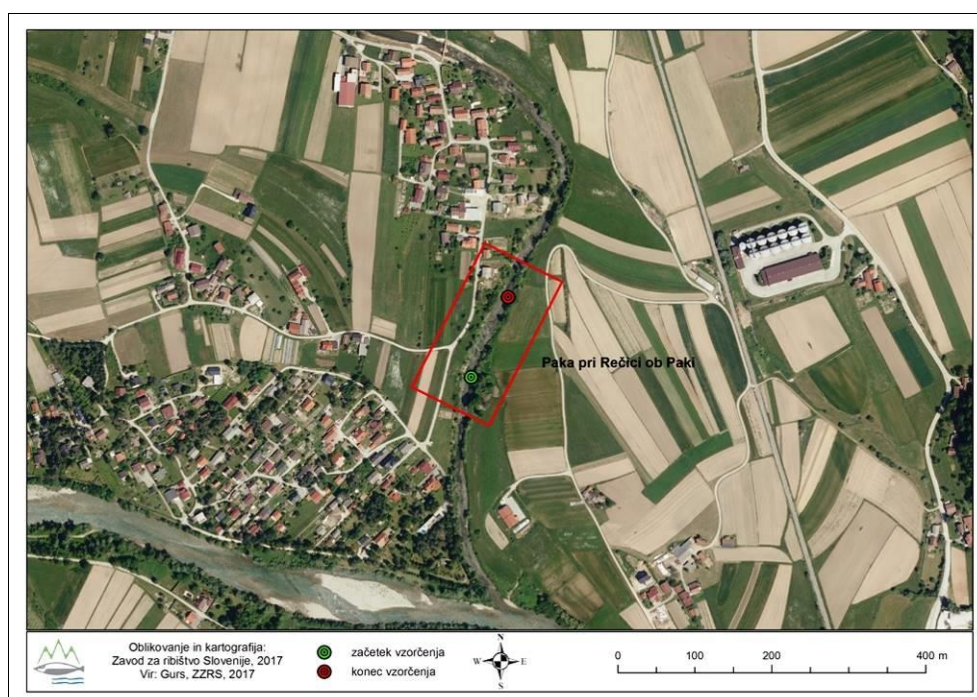 Paka pri Rečici ob Paki
Oblikovanje in kartografija:
Zavod za ribištvo Slovenije, 2017
Vir: Gurs, ZZRS, 2017
začetek vzorčenja
konec vzorčenja
N
W E
S
0 100 200 400 m